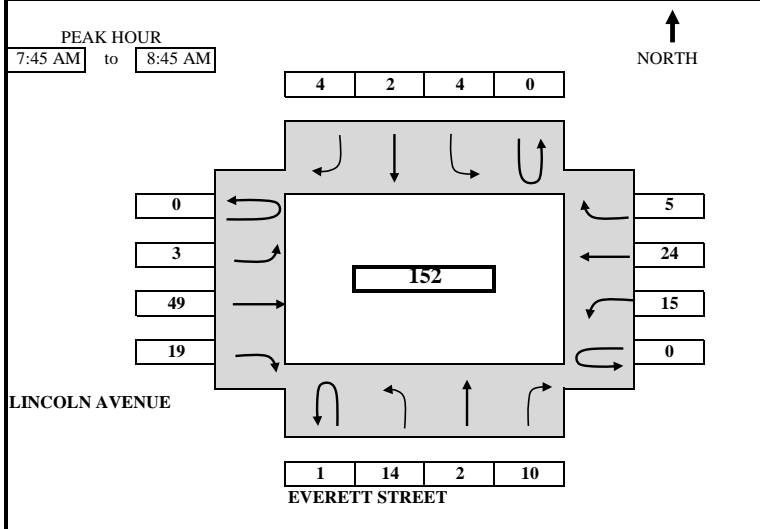 PEAK HOUR
7:45 AM to 8:45 AM
NORTH
4 2 4 0
0 5
3 24
152
49 15
19 0
LINCOLN AVENUE
1 14 2 10
EVERETT STREET